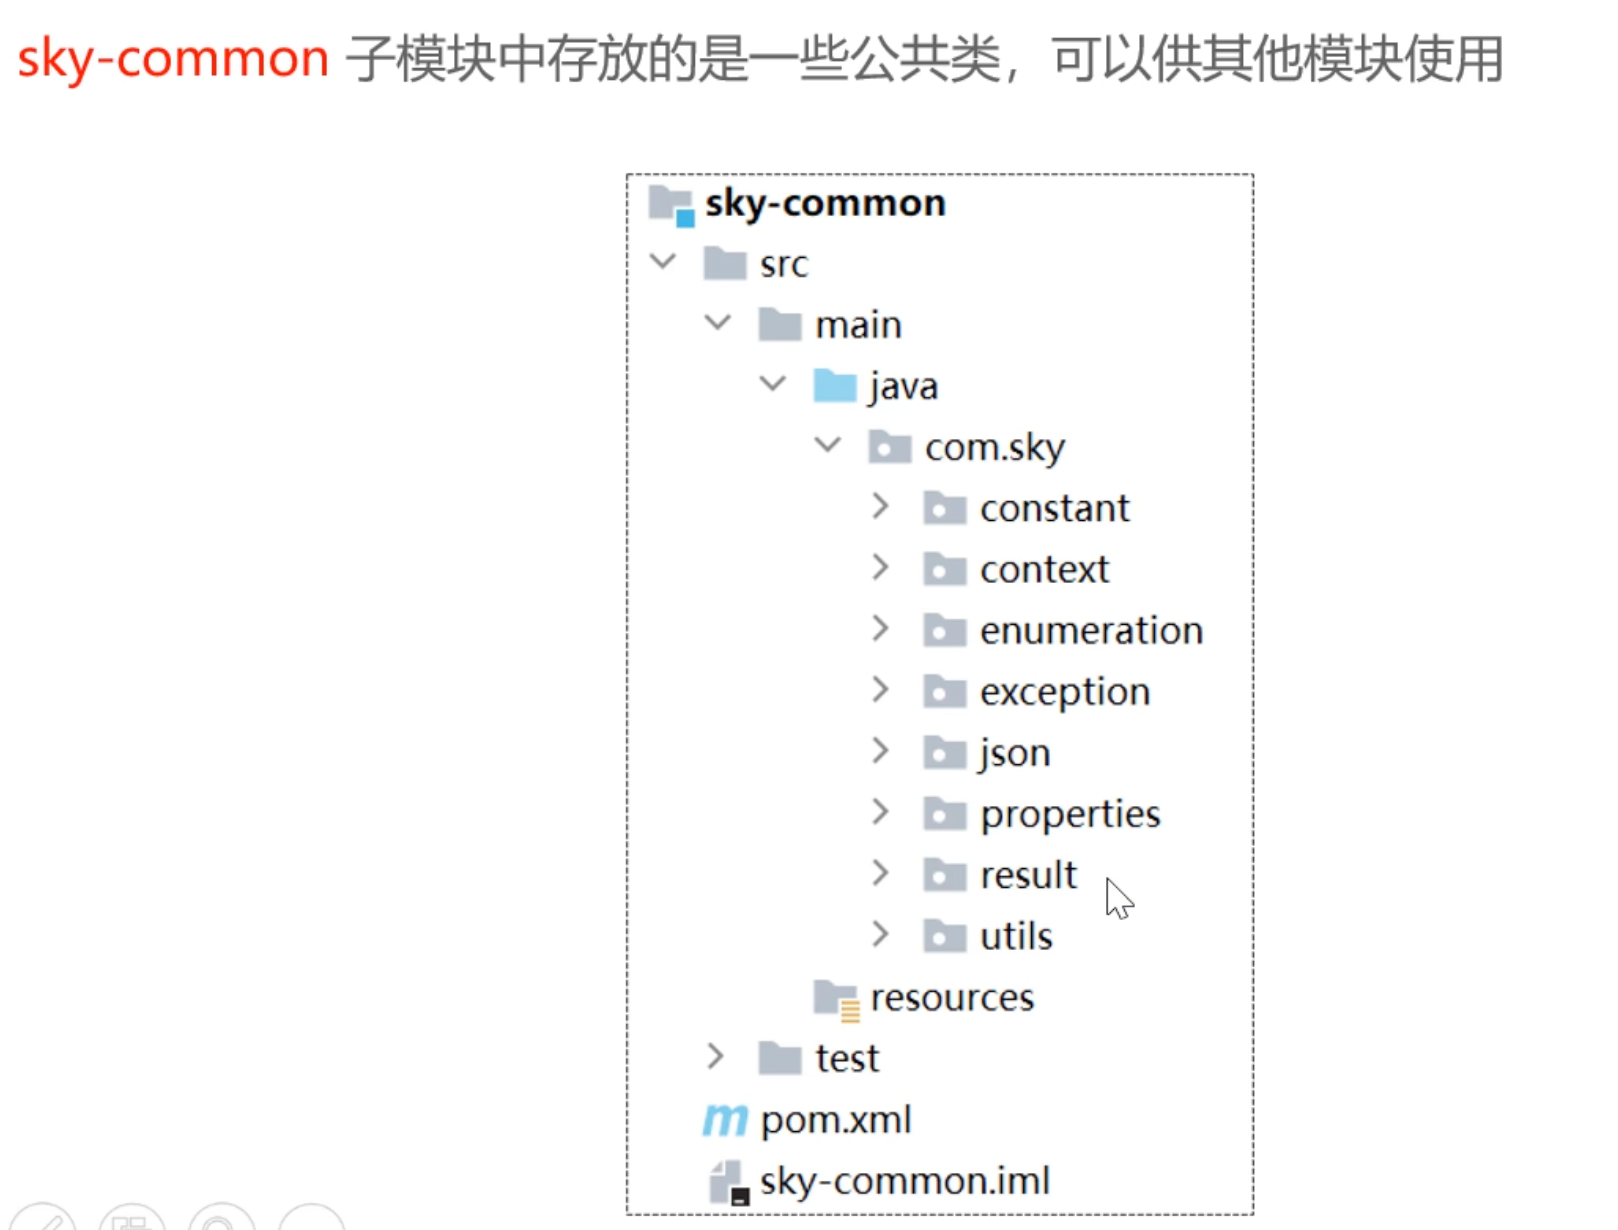 sky-common 子模块中存放的是一些公共类，可以供其他模块使用
sky-common
src
main
java
com.sky
constant
context
enumeration
exception
json
properties
result
utils
resources
test
pom.xml
sky-common.iml